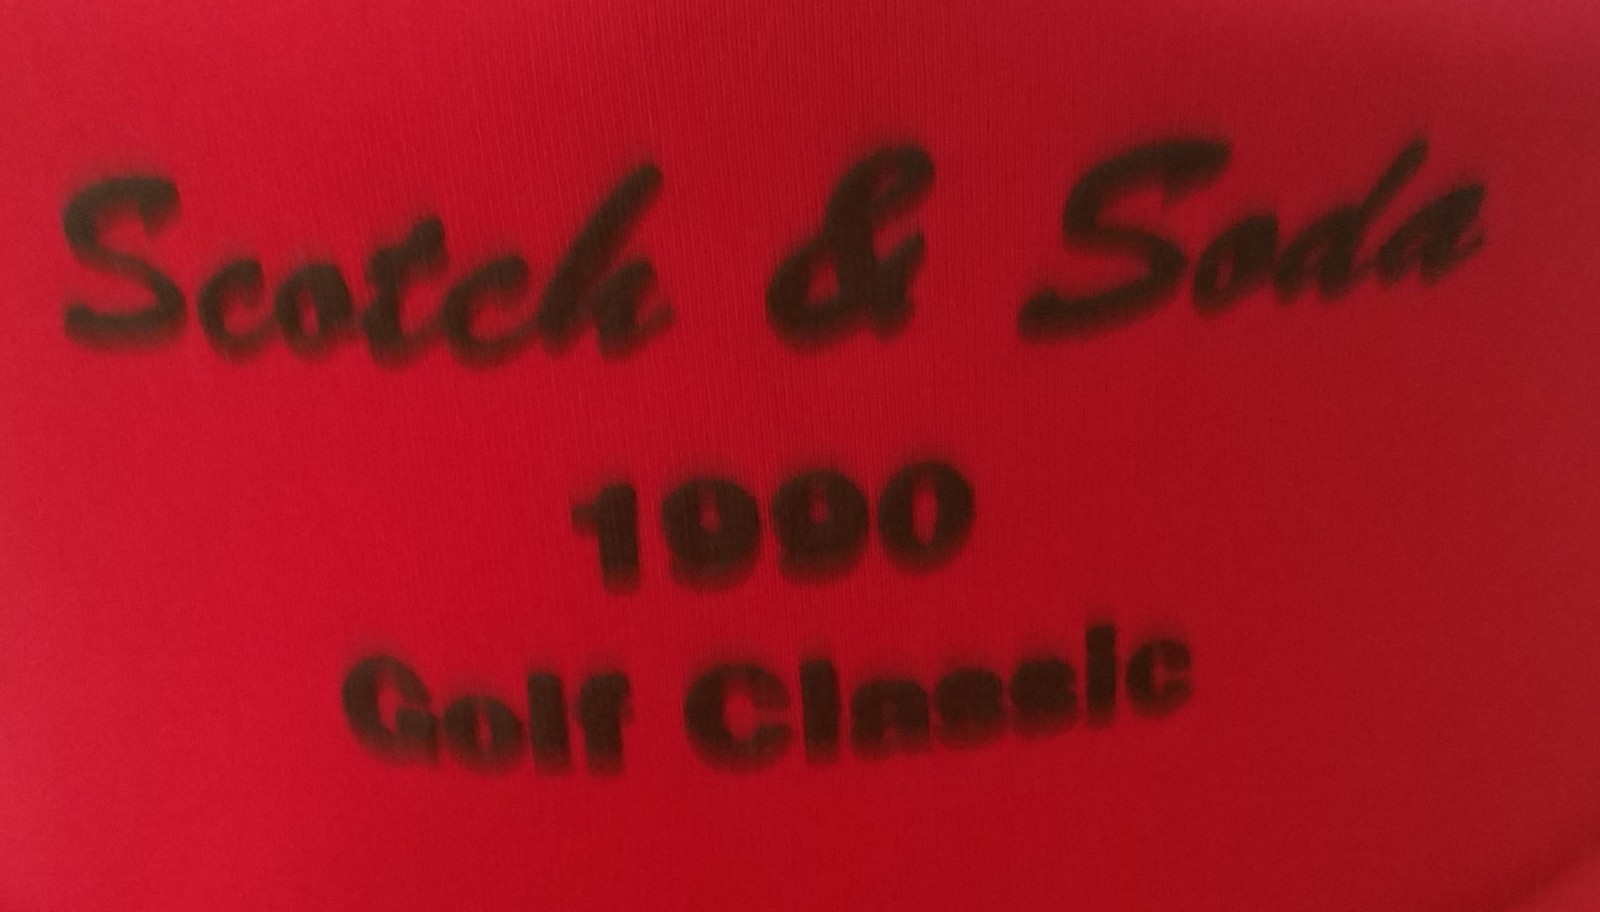 Scotch & Soda
1990
Golf Classic